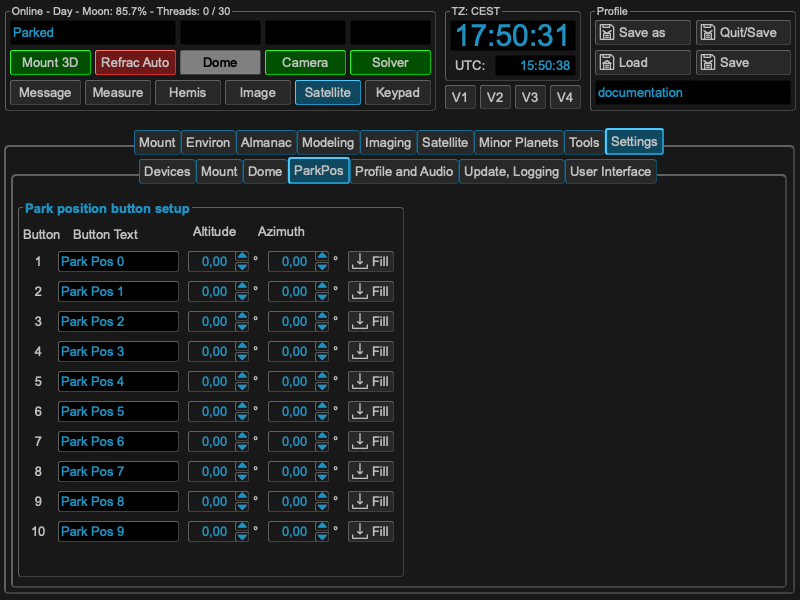 Online - Day - Moon: 85.7% - Threads: 0 / 30
TZ: CEST
Profile
Parked
17:50:31
Save as
Quit/Save
Mount 3D
Refrac Auto
Dome
Camera
Solver
UTC:
15:50:38
Load
Save
Message
Measure
Hemis
Image
Satellite
Keypad
V1
V2
V3
V4
documentation
Mount
Environ
Almanac
Modeling
Imaging
Satellite
Minor Planets
Tools
Settings
Devices
Mount
Dome
ParkPos
Profile and Audio
Update, Logging
User Interface
Park position button setup
Button
Button Text
Altitude
Azimuth
1 Park Pos 0 0,00 ° 0,00 ° Fill
2 Park Pos 1 0,00 ° 0,00 ° Fill
3 Park Pos 2 0,00 ° 0,00 ° Fill
4 Park Pos 3 0,00 ° 0,00 ° Fill
5 Park Pos 4 0,00 ° 0,00 ° Fill
6 Park Pos 5 0,00 ° 0,00 ° Fill
7 Park Pos 6 0,00 ° 0,00 ° Fill
8 Park Pos 7 0,00 ° 0,00 ° Fill
9 Park Pos 8 0,00 ° 0,00 ° Fill
10 Park Pos 9 0,00 ° 0,00 ° Fill